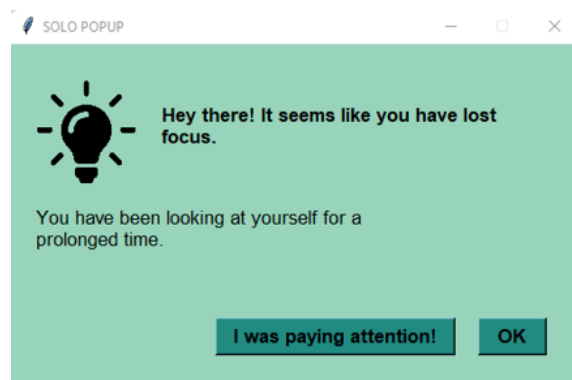 SOLO POPUP
Hey there! It seems like you have lost
focus.
You have been looking at yourself for a
prolonged time.
I was paying attention!
OK